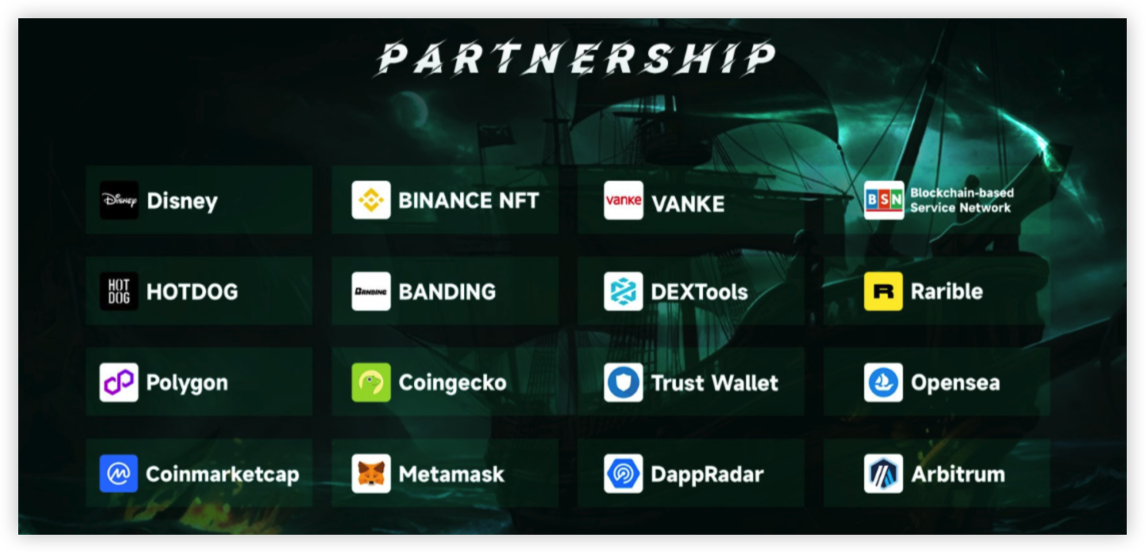 PARTNERSHIP
Disney Disney
BINANCE NFT
vanke VANKE
BSN Blockchain-based
Service Network
HOT
DOG HOTDOG
BANDING BANDING
DEXTools
R Rarible
Polygon
Coingecko
Trust Wallet
Opensea
Coinmarketcap
Metamask
DappRadar
Arbitrum